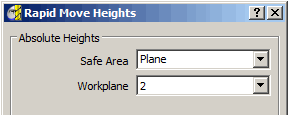 Rapid Move Heights
Absolute Heights
Safe Area Plane
Workplane 2